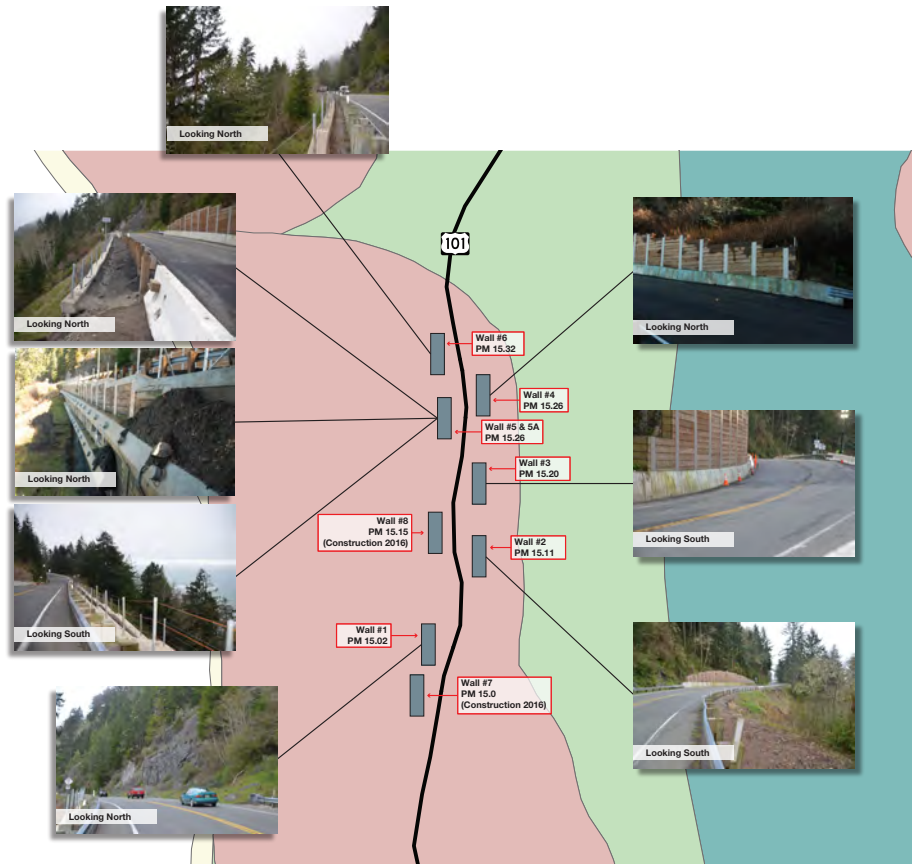 Looking North
101
Looking North
Looking North
Wall #6
PM 15.32
Wall #4
PM 15.26
Wall #5 & 5A
PM 15.26
Looking North
Wall #3
PM 15.20
Looking South
Wall #8
PM 15.15
(Construction 2016)
Wall #2
PM 15.11
Looking South
Wall #1
PM 15.02
Wall #7
PM 15.0
(Construction 2016)
Looking South
Looking North